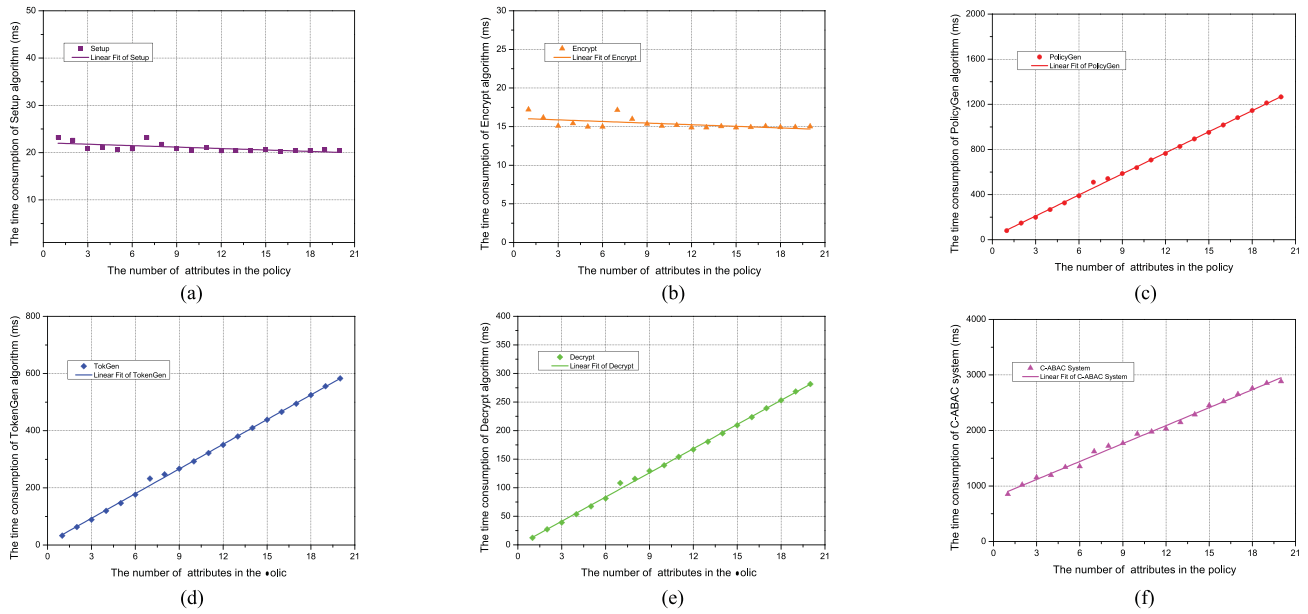 The time consumption of Setup algorithm (ms)
50
40
30
20
10
Setup
Linear Fit of Setup
0 3 6 9 12 15 18 21
The number of attributes in the policy
(a)
The time consumption of Encrypt algorithm (ms)
30
25
20
15
10
5
0
Encrypt
Linear Fit of Encrypt
0 3 6 9 12 15 18 21
The number of attributes in the policy
(b)
The time consumption of PolicyGen algorithm (ms)
2000
1600
1200
800
400
0
PolicyGen
Linear Fit of PolicyGen
0 3 6 9 12 15 18 21
The number of attributes in the policy
(c)
The time consumption of TokenGen algorithm (ms)
800
600
400
200
0
TokGen
Linear Fit of TokenGen
0 3 6 9 12 15 18 21
The number of attributes in the •olic
(d)
The time consumption of Decrypt algorithm (ms)
400
350
300
250
200
150
100
50
0
Decrypt
Linear Fit of Decrypt
0 3 6 9 12 15 18 21
The number of attributes in the •olic
(e)
The time consumption of C-ABAC system (ms)
4000
3000
2000
1000
0
C-ABAC System
Linear Fit of C-ABAC System
0 3 6 9 12 15 18 21
The number of attributes in the policy
(f)